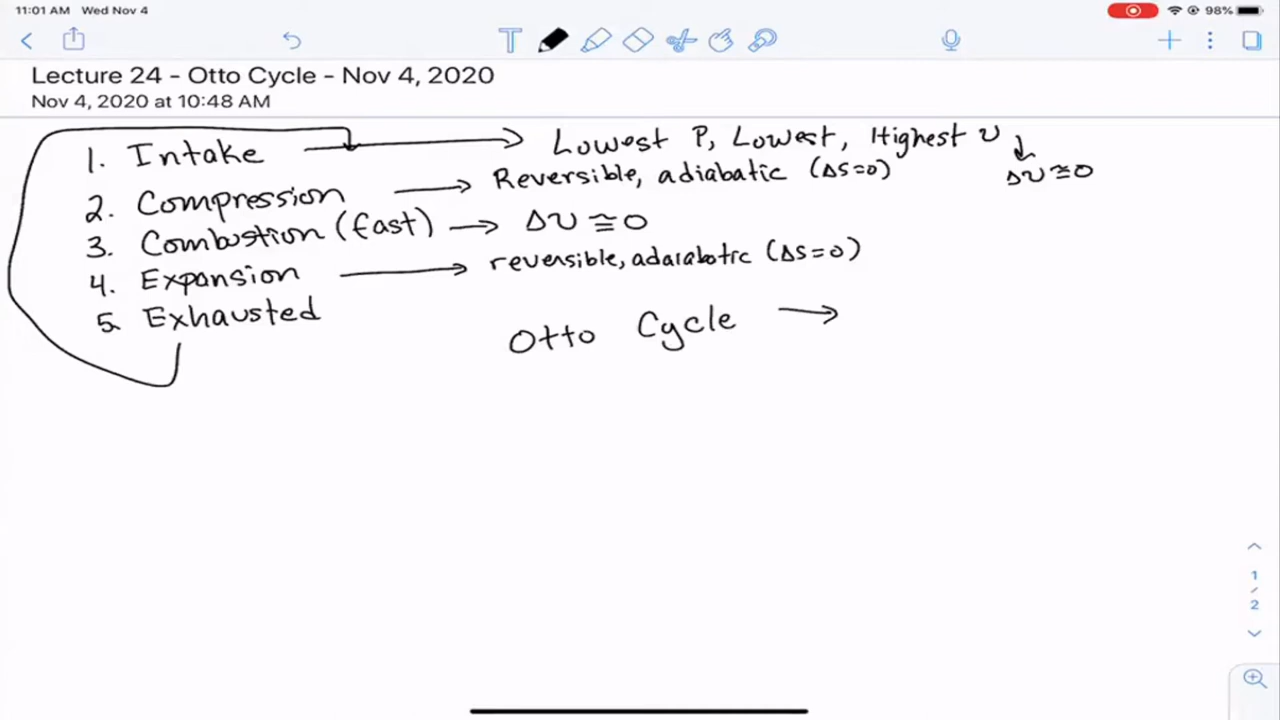 11:01 AM Wed Nov 4
98%
Lecture 24 - Otto Cycle - Nov 4, 2020
Nov 4, 2020 at 10:48 AM
1. Intake → Lowest P, Lowest, Highest v
Δv≅0
2. Compression → Reversible, adiabatic (Δs=0)
3. Combustion (fast) → Δv ≅ 0
4. Expansion → reversible, adarabotic (Δs=0)
5. Exhausted
Otto Cycle →
1
/
2